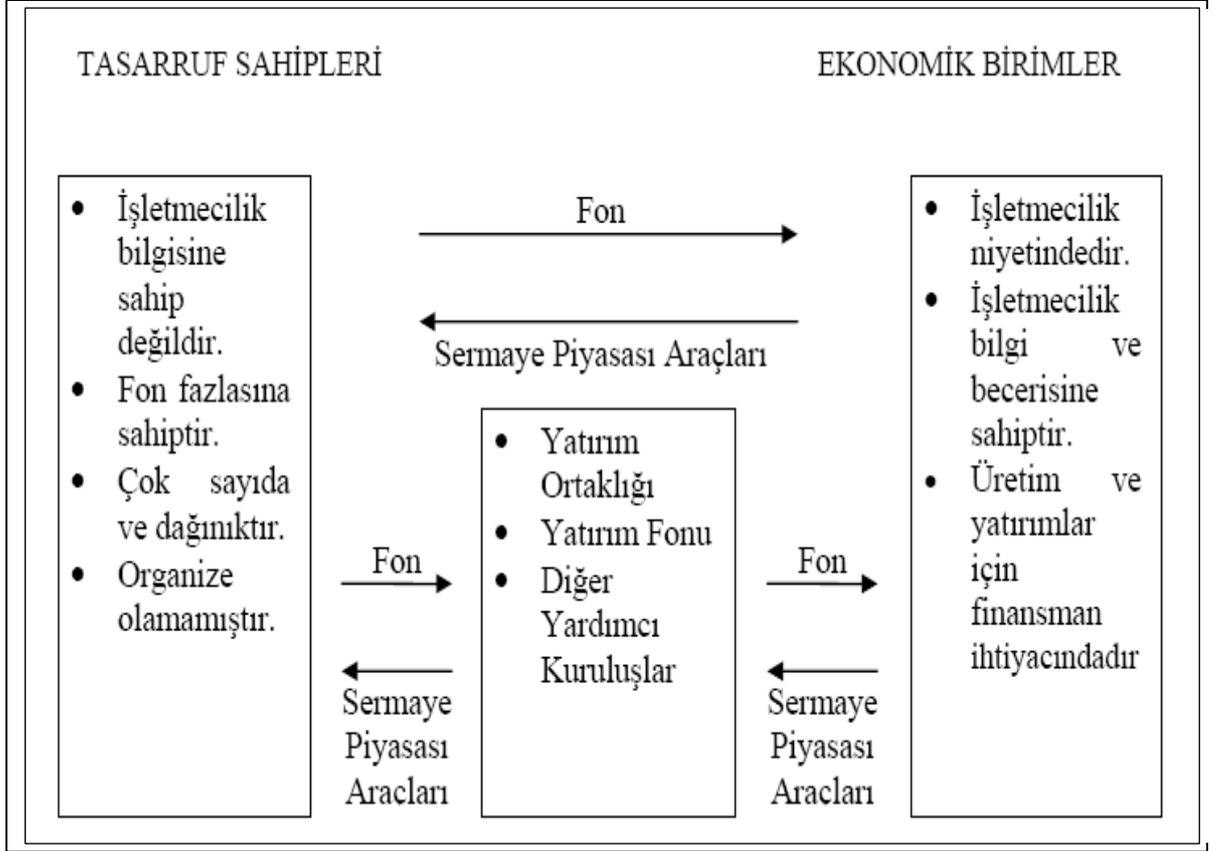 TASARRUF SAHİPLERİ
EKONOMİK BİRİMLER
• İşletmecilik
bilgisine
sahip
değildir.
• Fon fazlasına
sahiptir.
• Çok sayıda
ve dağınıktır.
• Organize
olamamıştır.
Fon
Sermaye Piyasası Araçları
Fon
Sermaye
Piyasası
Aracları
• Yatırım
Ortaklığı
• Yatırım Fonu
• Diğer
Yardımcı
Kuruluşlar
Fon
Sermaye
Piyasası
Aracları
• İşletmecilik
niyetindedir.
• İşletmecilik
bilgi ve
becerisine
sahiptir.
• Üretim ve
yatırımlar
için
finansman
ihtiyacındadır